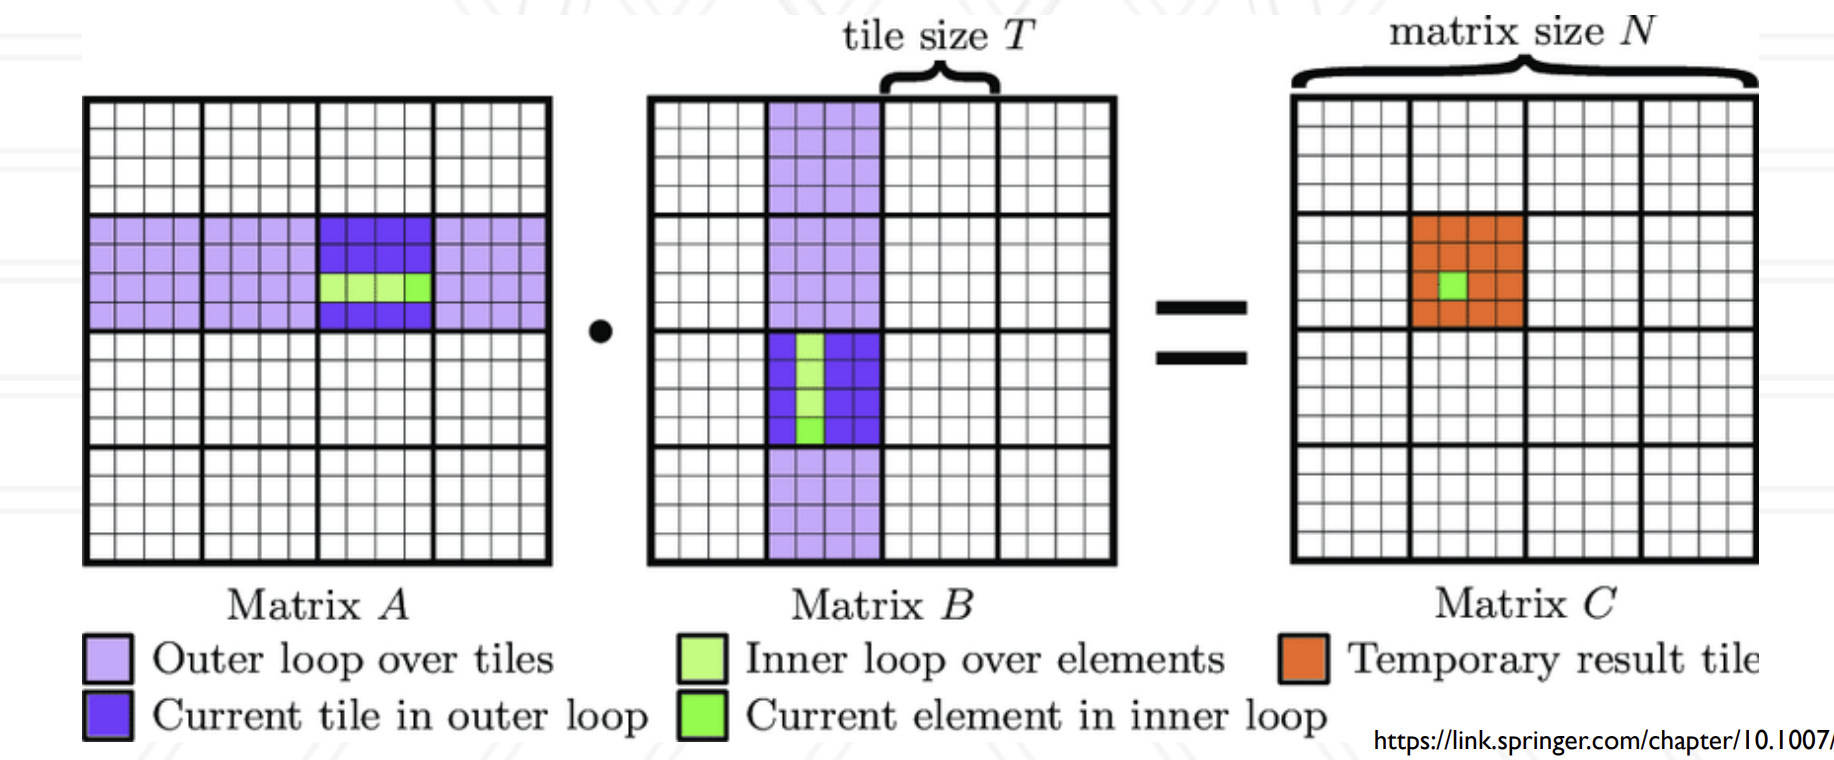 tile size T
matrix size N
Matrix A
Matrix B
Matrix C
Outer loop over tiles
Inner loop over elements
Temporary result tile
Current tile in outer loop
Current element in inner loop
https://link.springer.com/chapter/10.1007/